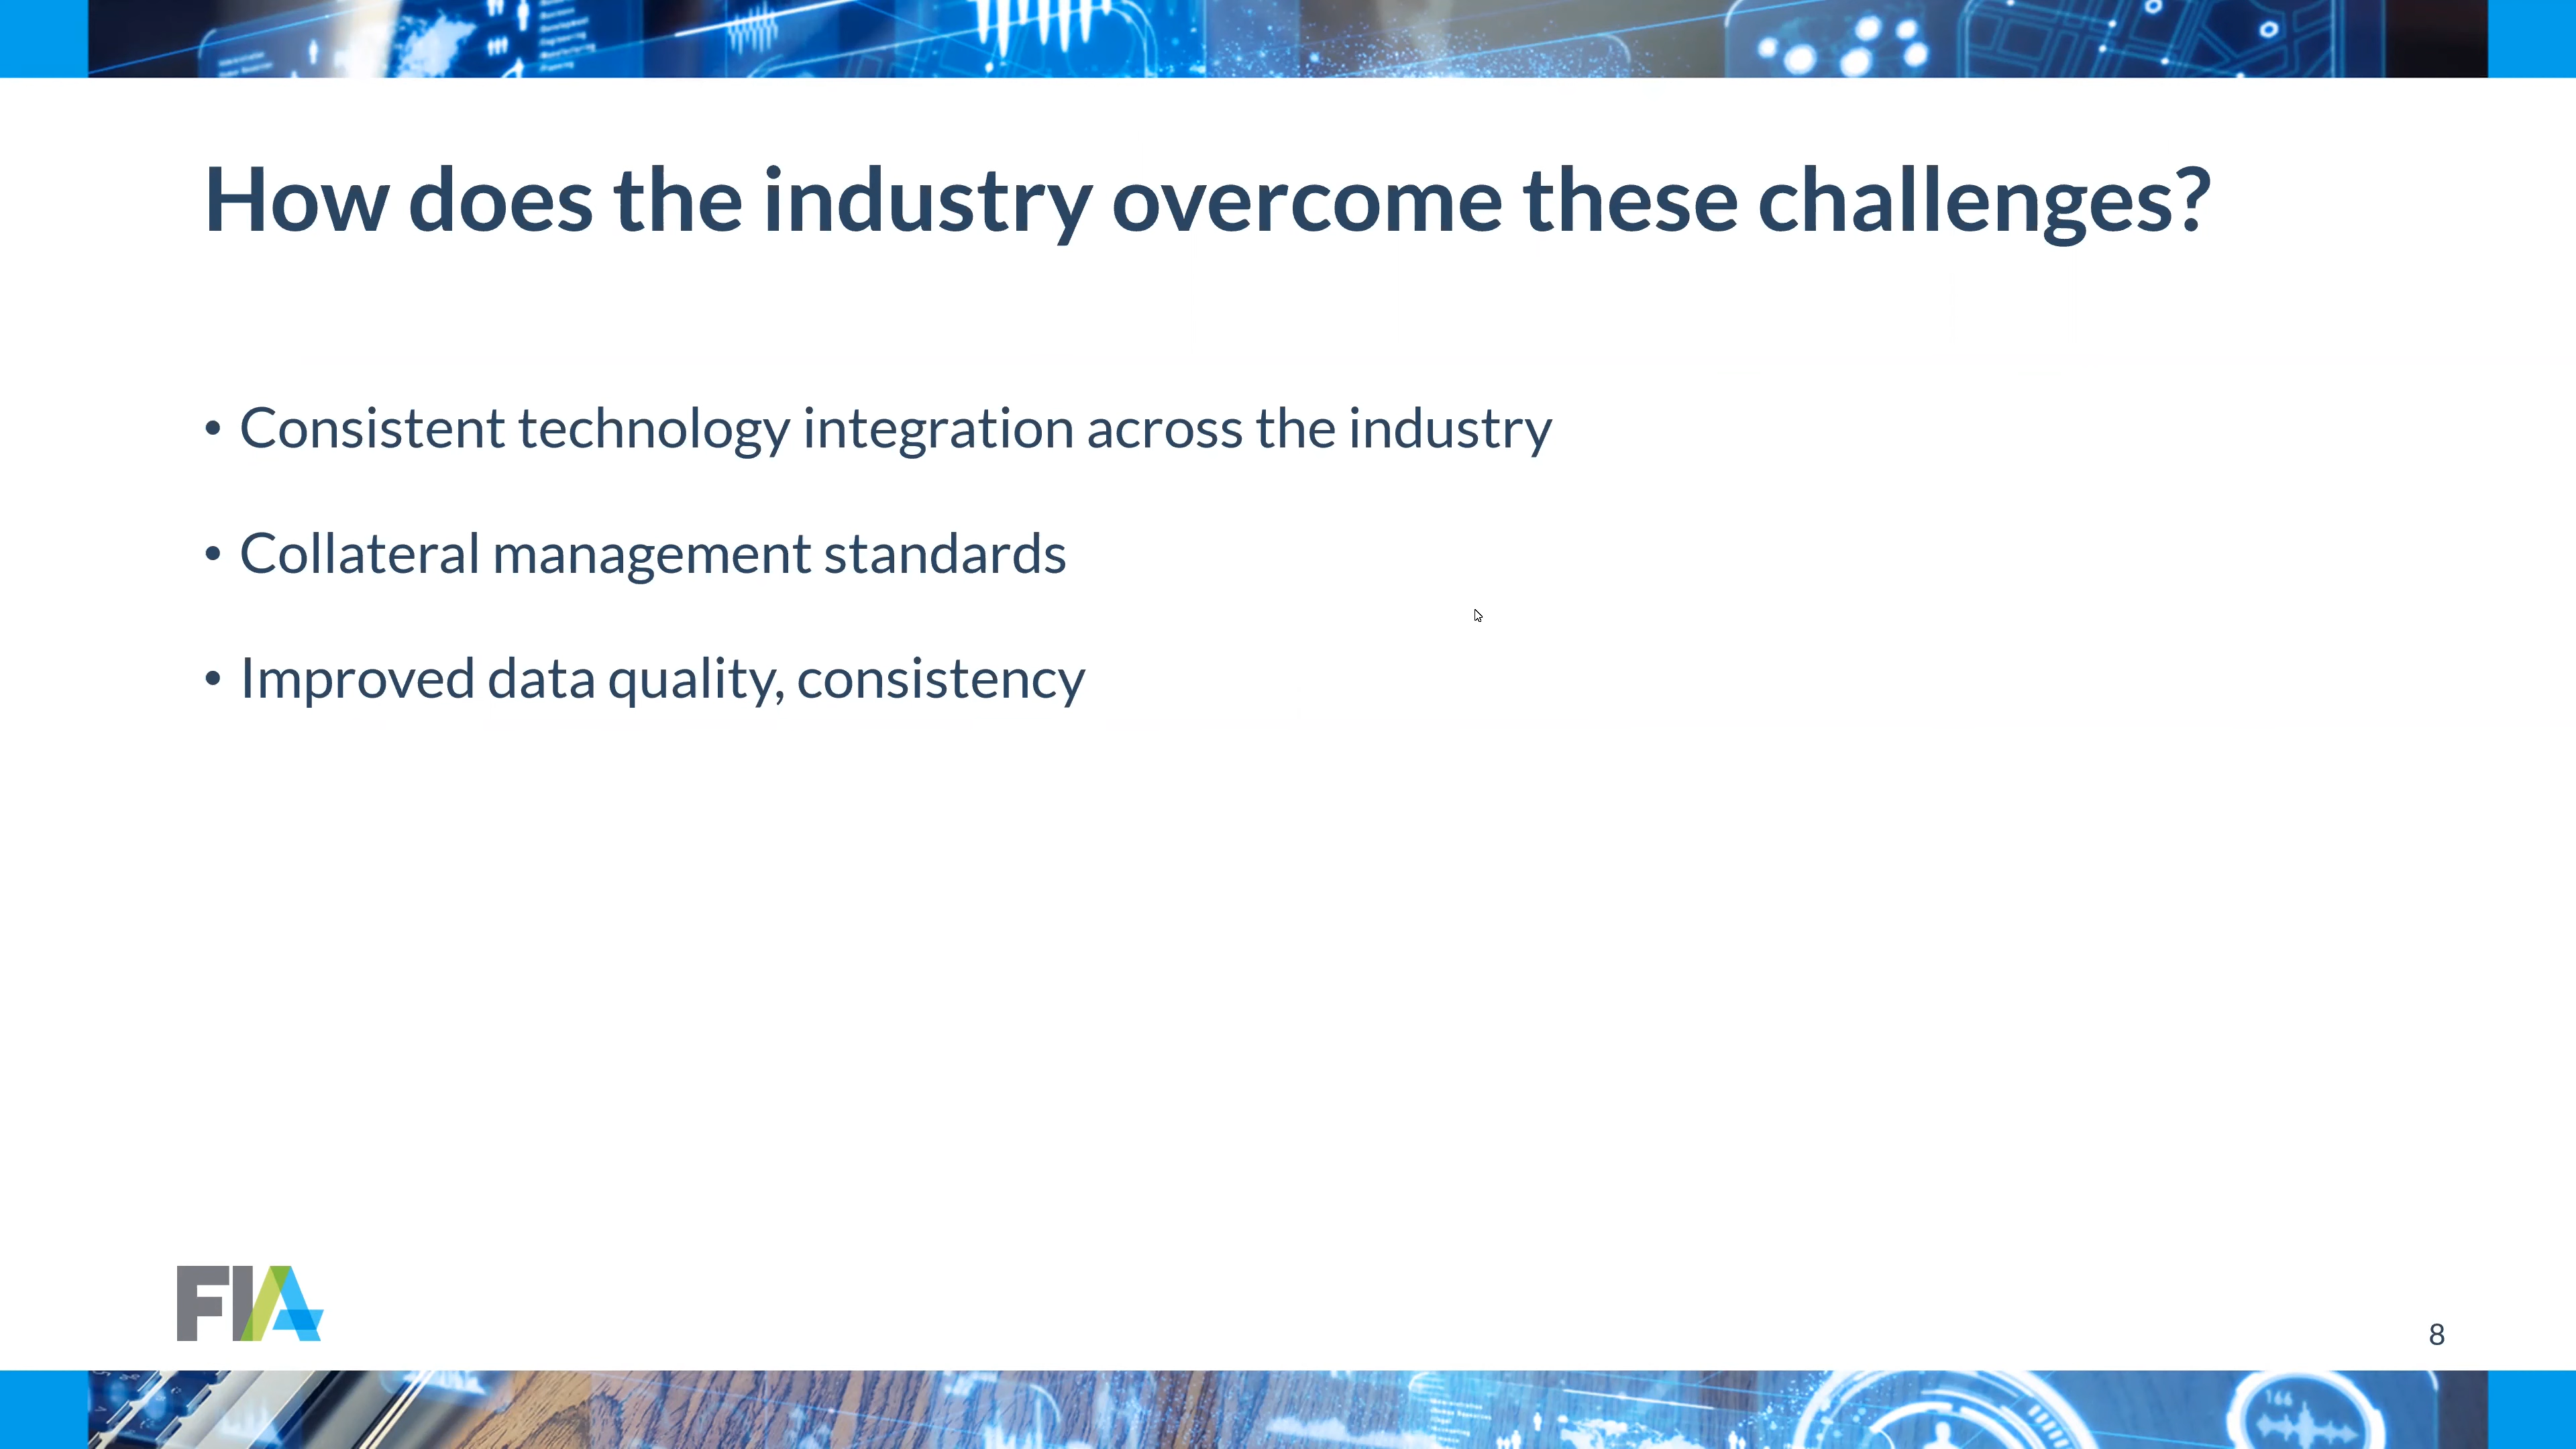 How does the industry overcome these challenges?
• Consistent technology integration across the industry
• Collateral management standards
• Improved data quality, consistency
FIA
8
166